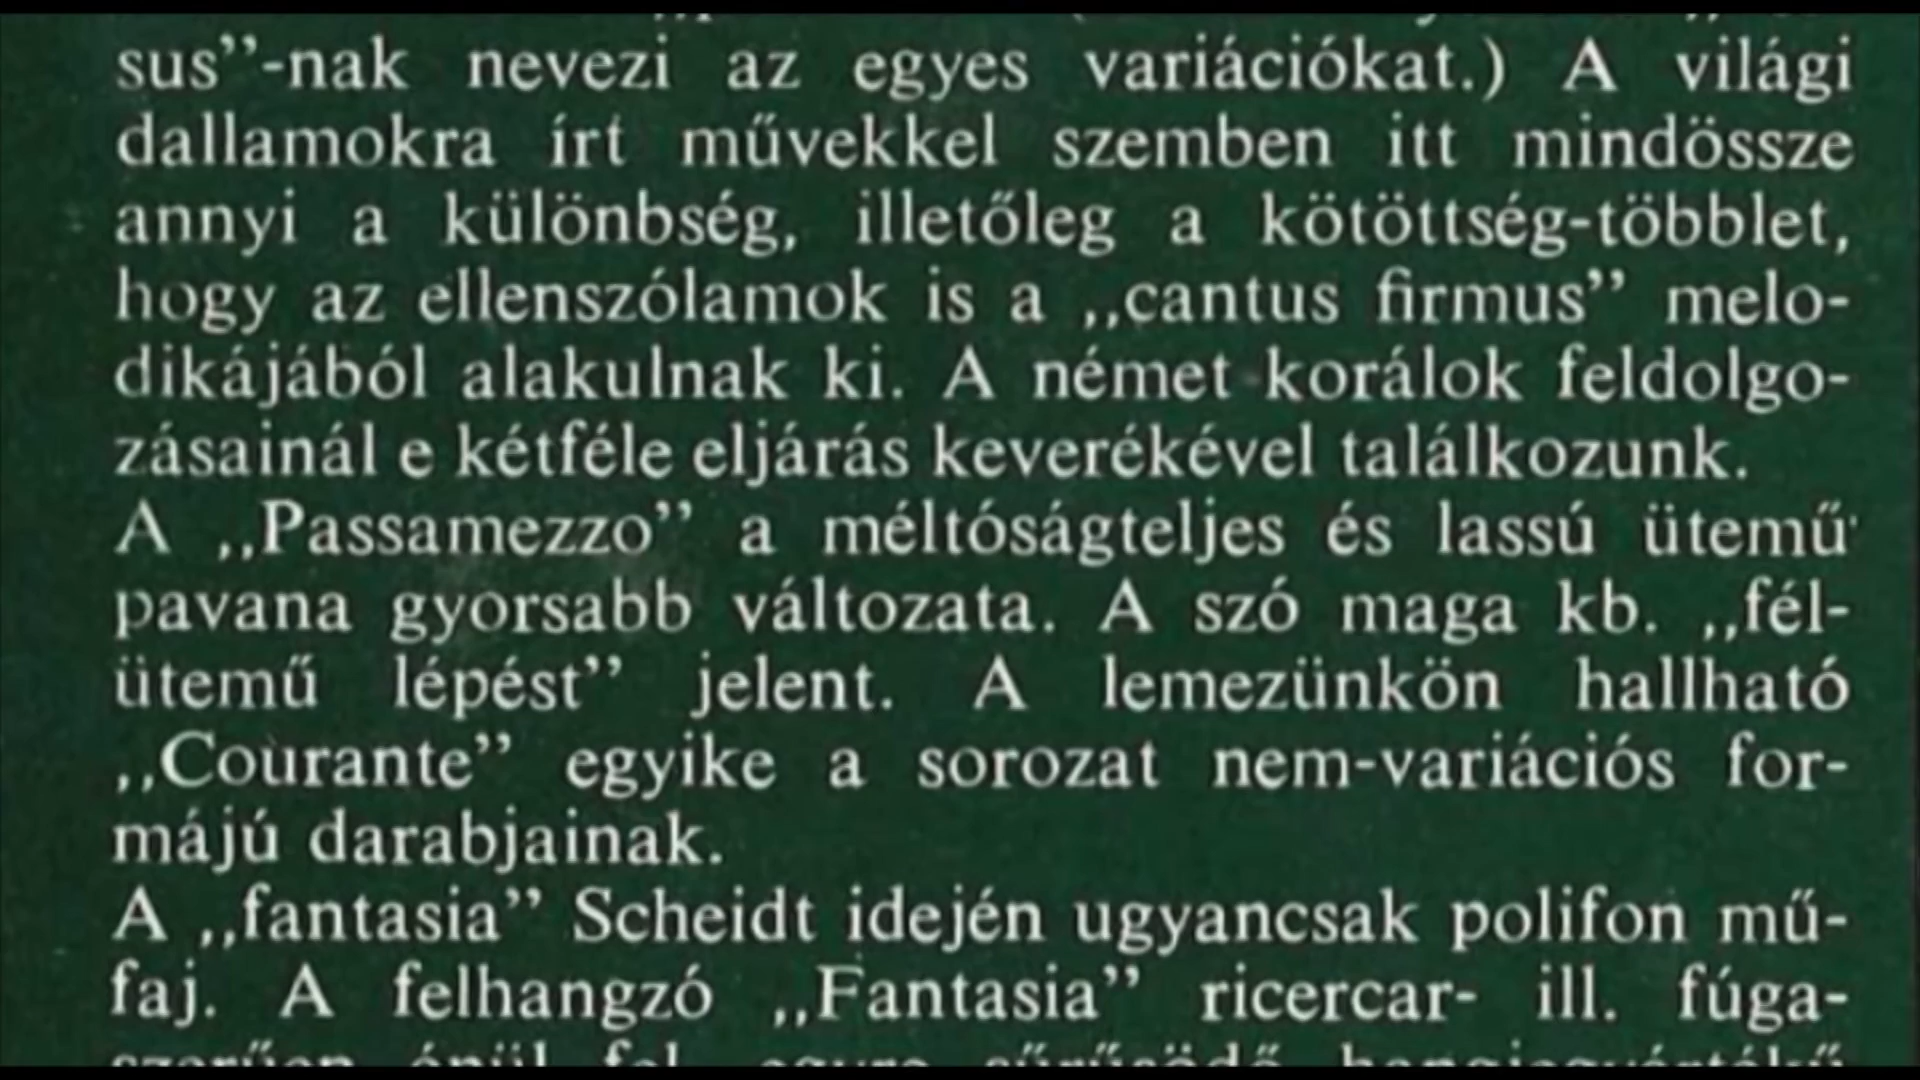 sus”-nak nevezi az egyes variációkat.) A világi
dallamokra írt művekkel szemben itt mindössze
annyi a különbség, illetőleg a kötöttség-többlet,
hogy az ellenszólamok is a „cantus firmus” melo-
dikájából alakulnak ki. A német korálok feldolgo-
zásainál e kétféle eljárás keverékével találkozunk.
A „Passamezzo” a méltóságteljes és lassú ütemű
pavana gyorsabb változata. A szó maga kb. „fél-
ütemű lépést” jelent. A lemezünkön hallható
„Courante” egyike a sorozat nem-variációs for-
májú darabjainak.
A „fantasia” Scheidt idején ugyancsak polifon mű-
faj. A felhangzó „Fantasia” ricercar- ill. fúga-